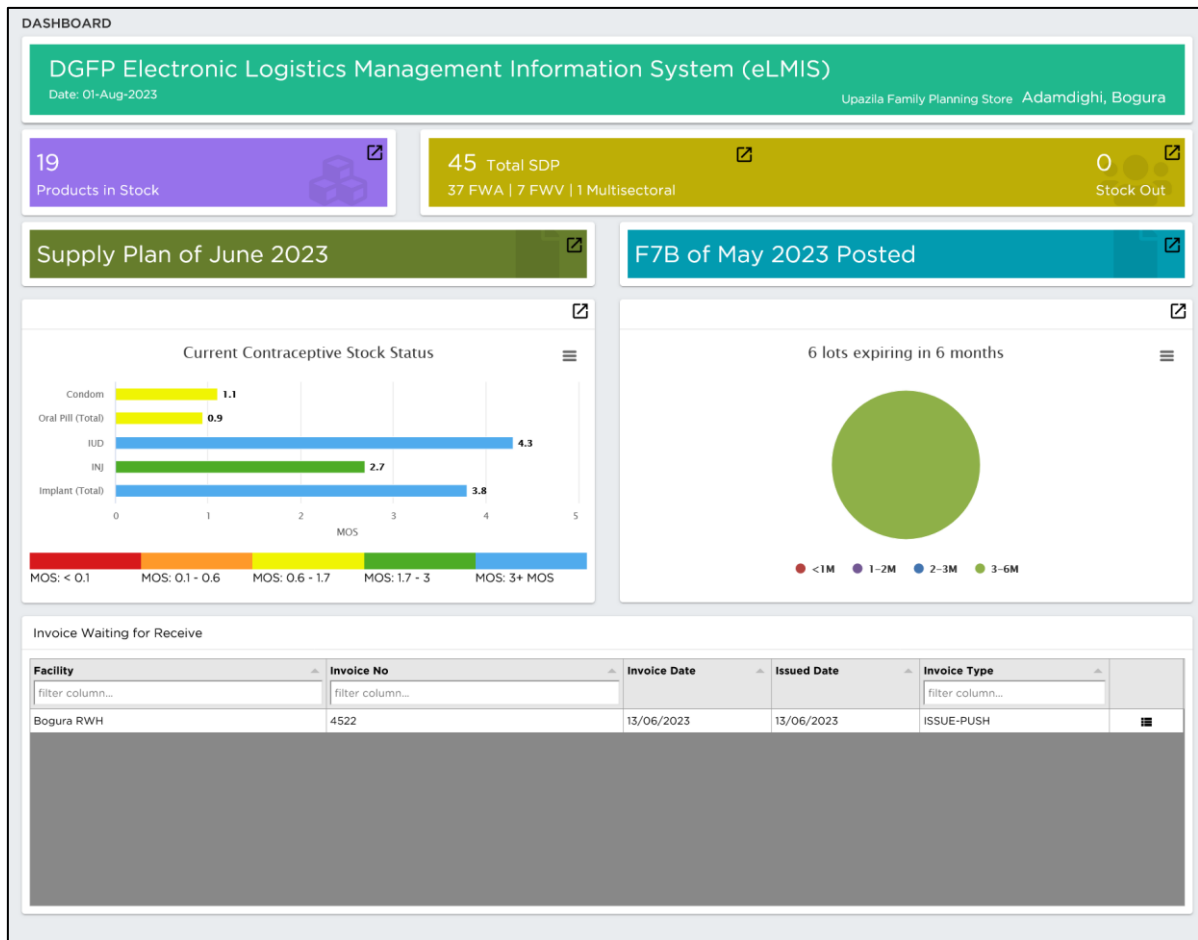 DASHBOARD
DGFP Electronic Logistics Management Information System (eLMIS)
Date: 01-Aug-2023
Upazila Family Planning Store Adamdighi, Bogura
19
Products in Stock
45 Total SDP
37 FWA | 7 FWV | 1 Multisectoral
0
Stock Out
Supply Plan of June 2023
F7B of May 2023 Posted
Current Contraceptive Stock Status
Condom 1.1
Oral Pill (Total) 0.9
IUD 4.3
INJ 2.7
Implant (Total) 3.8
0 1 2 3 4 5
MOS
MOS: < 0.1 MOS: 0.1 - 0.6 MOS: 0.6 - 1.7 MOS: 1.7 - 3 MOS: 3+ MOS
6 lots expiring in 6 months
<1M 1-2M 2-3M 3-6M
Invoice Waiting for Receive
Facility Invoice No Invoice Date Issued Date Invoice Type
filter column... filter column... filter column...
Bogura RWH 4522 13/06/2023 13/06/2023 ISSUE-PUSH